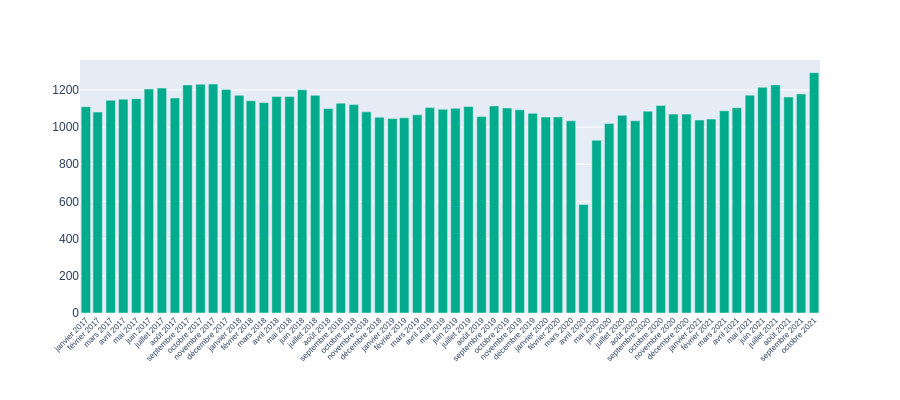 1200
1000
800
600
400
200
0
janvier 2017
février 2017
mars 2017
avril 2017
mai 2017
juin 2017
juillet 2017
août 2017
septembre 2017
octobre 2017
novembre 2017
décembre 2017
janvier 2018
février 2018
mars 2018
avril 2018
mai 2018
juin 2018
juillet 2018
août 2018
septembre 2018
octobre 2018
novembre 2018
décembre 2018
janvier 2019
février 2019
mars 2019
avril 2019
mai 2019
juin 2019
juillet 2019
août 2019
septembre 2019
octobre 2019
novembre 2019
décembre 2019
janvier 2020
février 2020
mars 2020
avril 2020
mai 2020
juin 2020
juillet 2020
août 2020
septembre 2020
octobre 2020
novembre 2020
décembre 2020
janvier 2021
février 2021
mars 2021
avril 2021
mai 2021
juin 2021
juillet 2021
août 2021
septembre 2021
octobre 2021